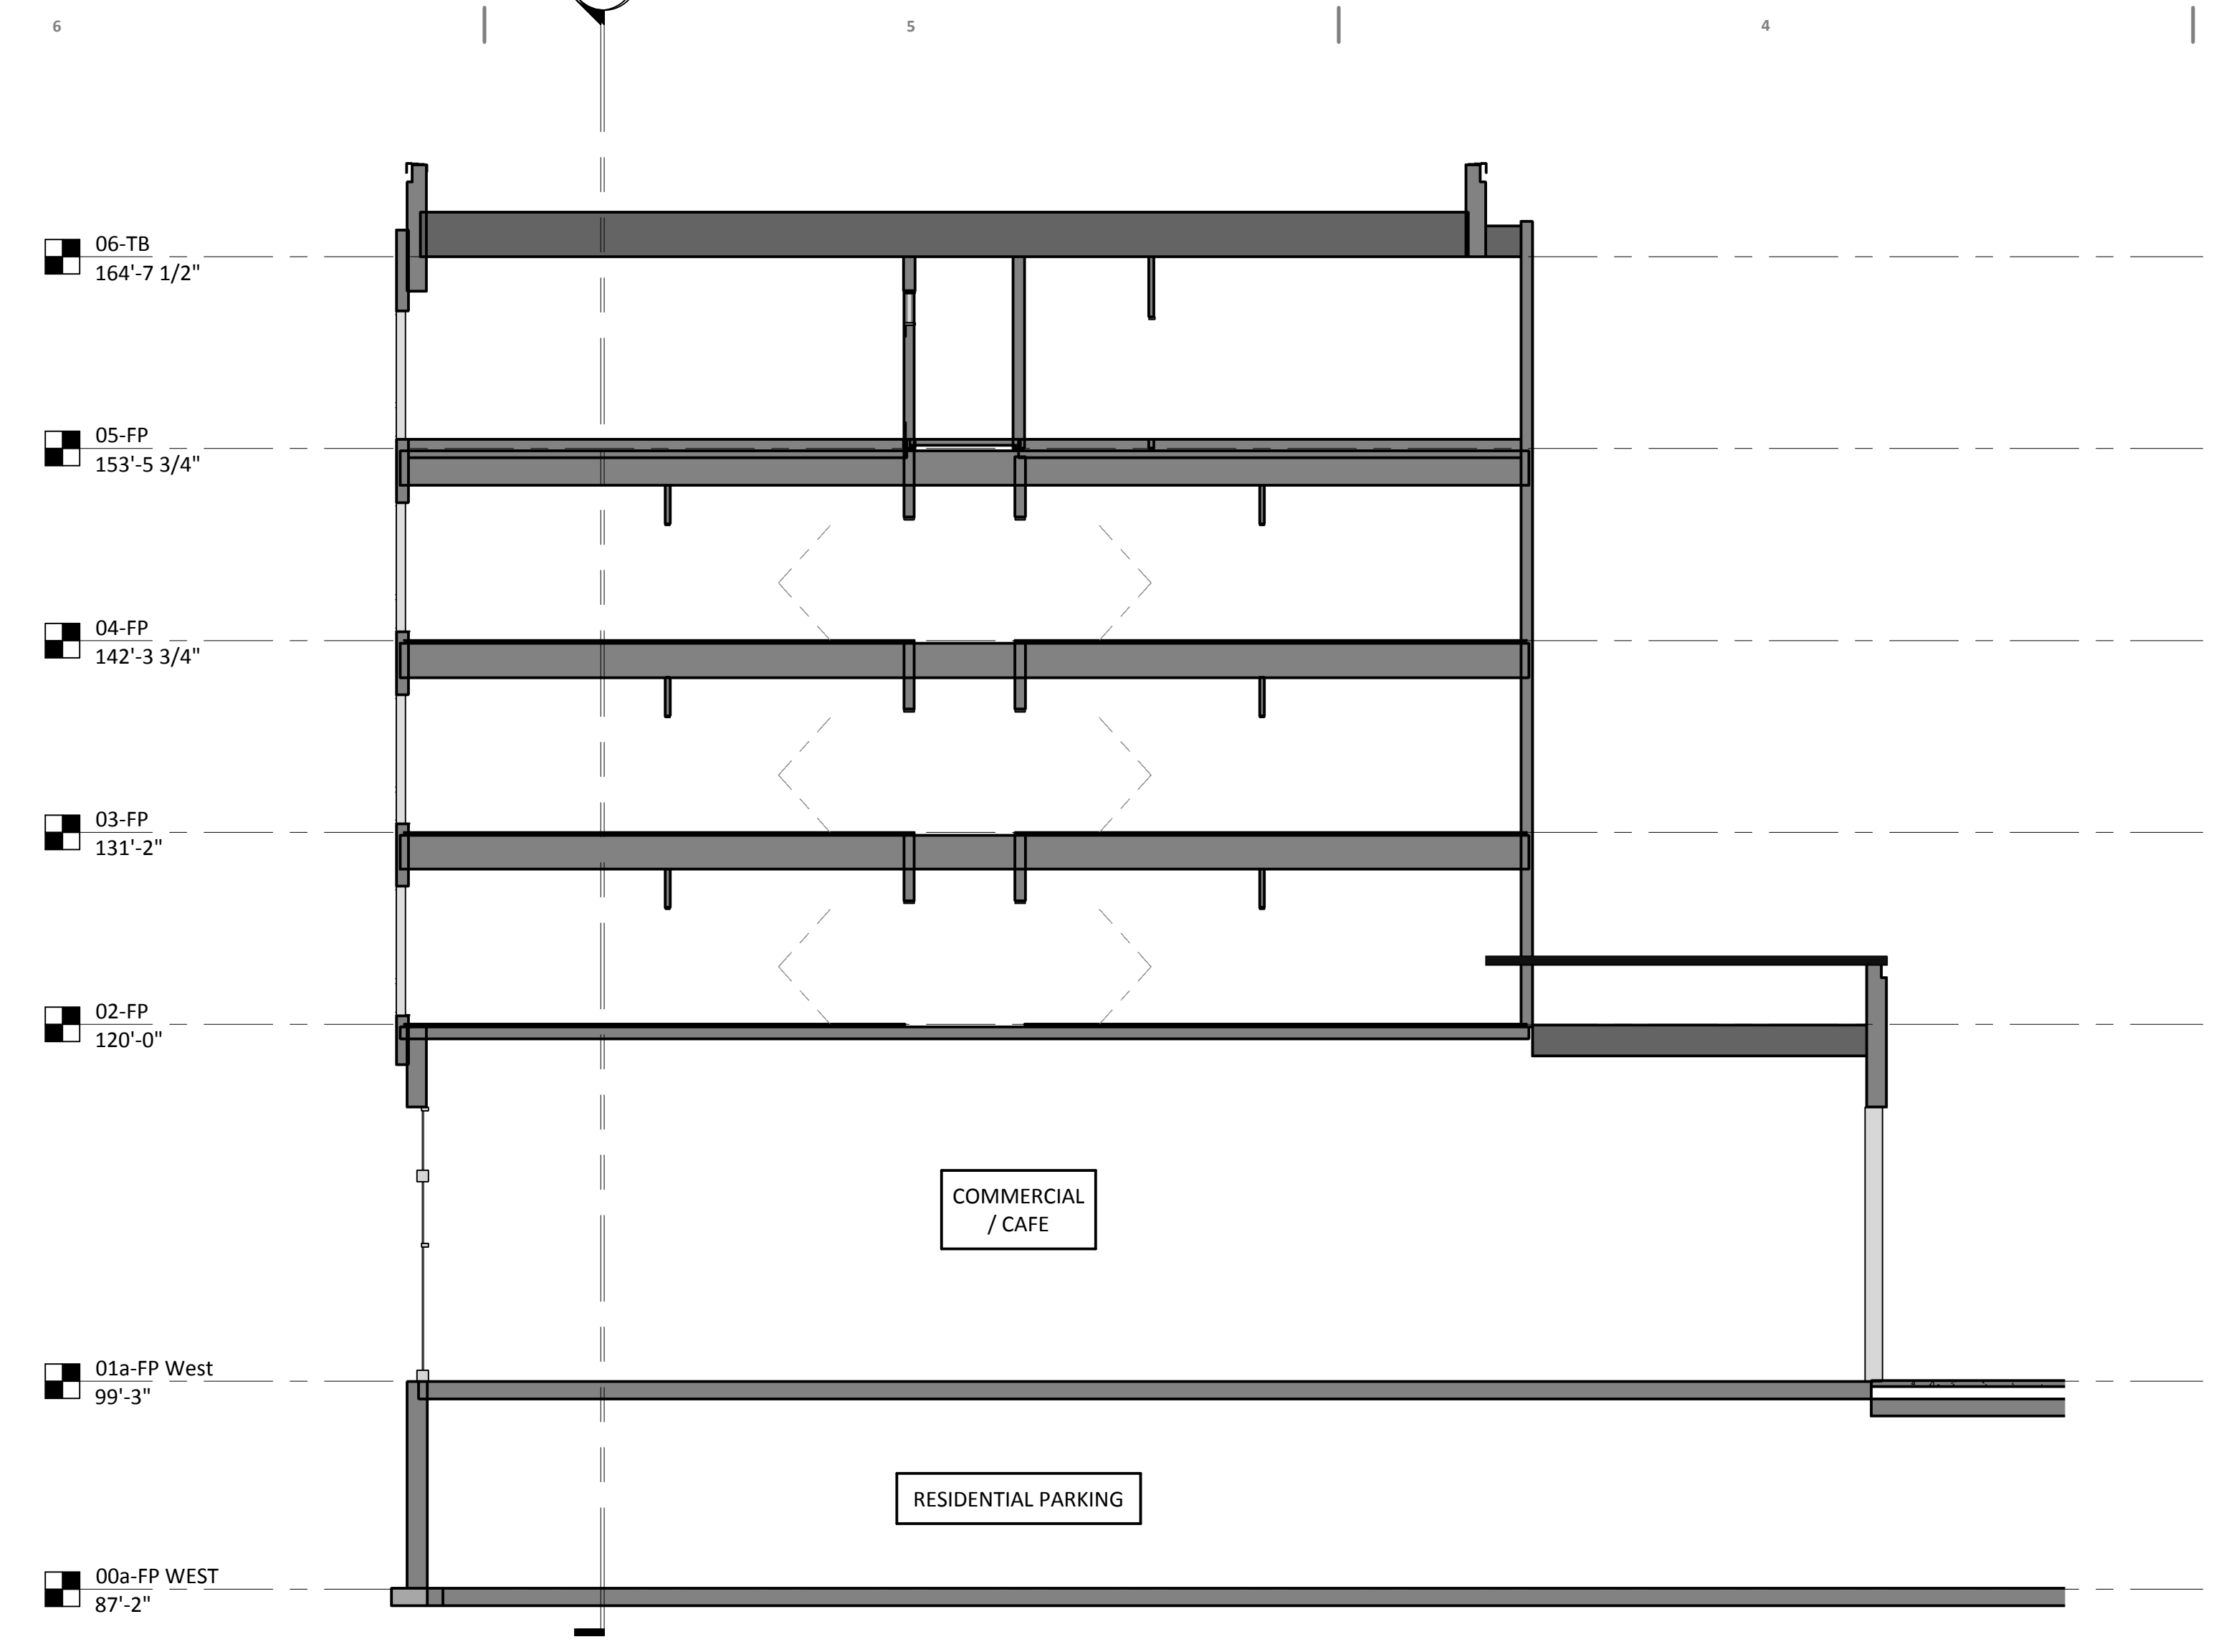 6 5 4
06-TB
164'-7 1/2"
05-FP
153'-5 3/4"
04-FP
142'-3 3/4"
03-FP
131'-2"
02-FP
120'-0"
COMMERCIAL
/ CAFE
01a-FP West
99'-3"
RESIDENTIAL PARKING
00a-FP WEST
87'-2"